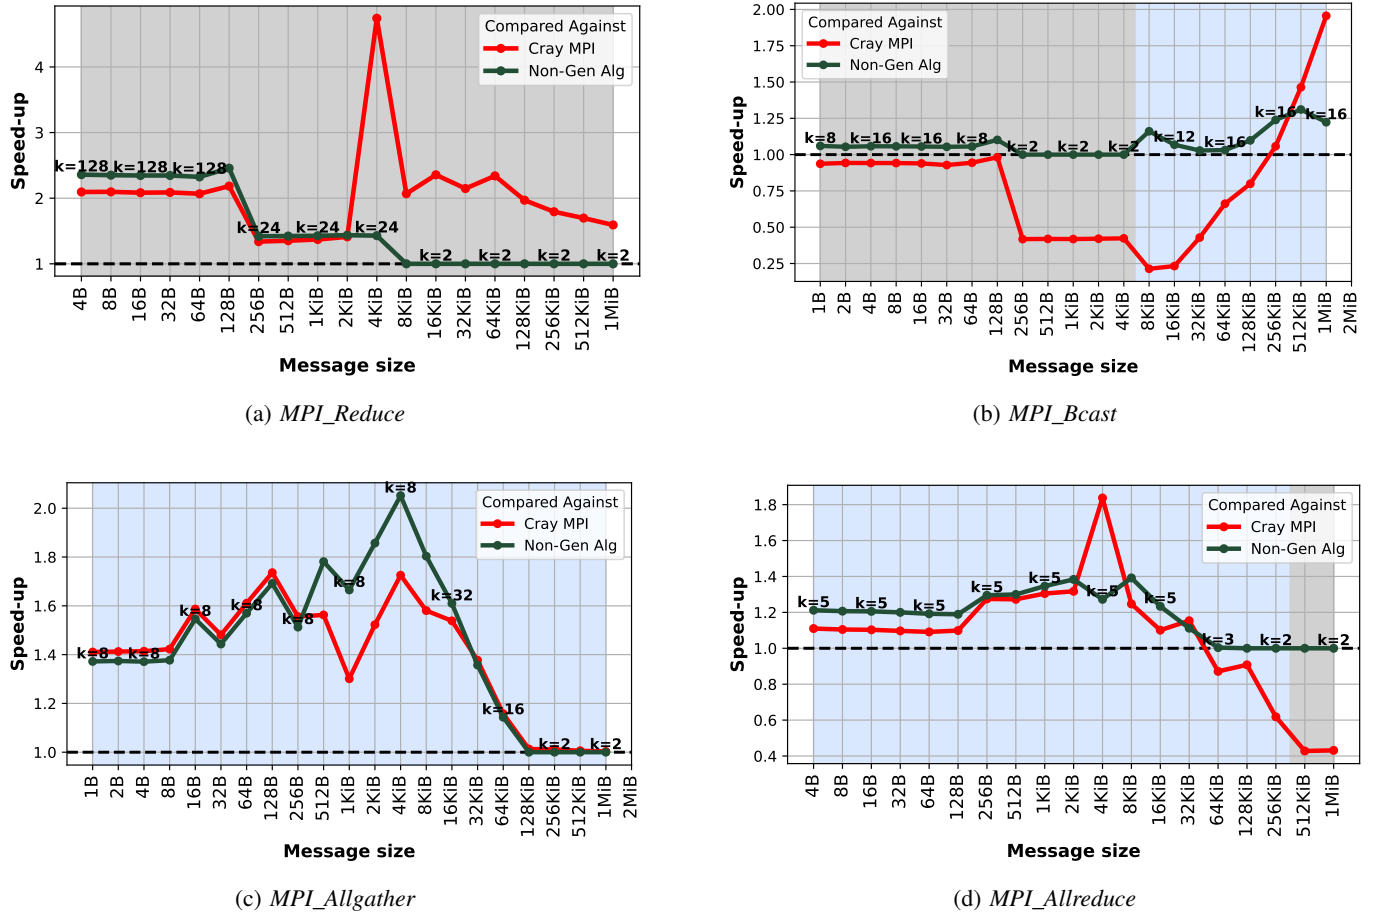 Compared Against
Cray MPI
Non-Gen Alg
Speed-up
4
3
2
1
k=128
k=128
k=128
k=24
k=24
k=24
k=2
k=2
k=2
k=2
4B
8B
16B
32B
64B
128B
256B
512B
1KiB
2KiB
4KiB
8KiB
16KiB
32KiB
64KiB
128KiB
256KiB
512KiB
1MiB
Message size
(a) MPI_Reduce
Compared Against
Cray MPI
Non-Gen Alg
Speed-up
2.00
1.75
1.50
1.25
1.00
0.75
0.50
0.25
k=8
k=16
k=16
k=8
k=2
k=2
k=2
k=12
k=16
k=16
k=16
1B
2B
4B
8B
16B
32B
64B
128B
256B
512B
1KiB
2KiB
4KiB
8KiB
16KiB
32KiB
64KiB
128KiB
256KiB
512KiB
1MiB
2MiB
Message size
(b) MPI_Bcast
Compared Against
Cray MPI
Non-Gen Alg
Speed-up
2.0
1.8
1.6
1.4
1.2
1.0
k=8
k=8
k=8
k=8
k=8
k=8
k=8
k=32
k=16
k=2
k=2
1B
2B
4B
8B
16B
32B
64B
128B
256B
512B
1KiB
2KiB
4KiB
8KiB
16KiB
32KiB
64KiB
128KiB
256KiB
512KiB
1MiB
2MiB
Message size
(c) MPI_Allgather
Compared Against
Cray MPI
Non-Gen Alg
Speed-up
1.8
1.6
1.4
1.2
1.0
0.8
0.6
0.4
k=5
k=5
k=5
k=5
k=5
k=5
k=5
k=3
k=2
k=2
4B
8B
16B
32B
64B
128B
256B
512B
1KiB
2KiB
4KiB
8KiB
16KiB
32KiB
64KiB
128KiB
256KiB
512KiB
1MiB
Message size
(d) MPI_Allreduce